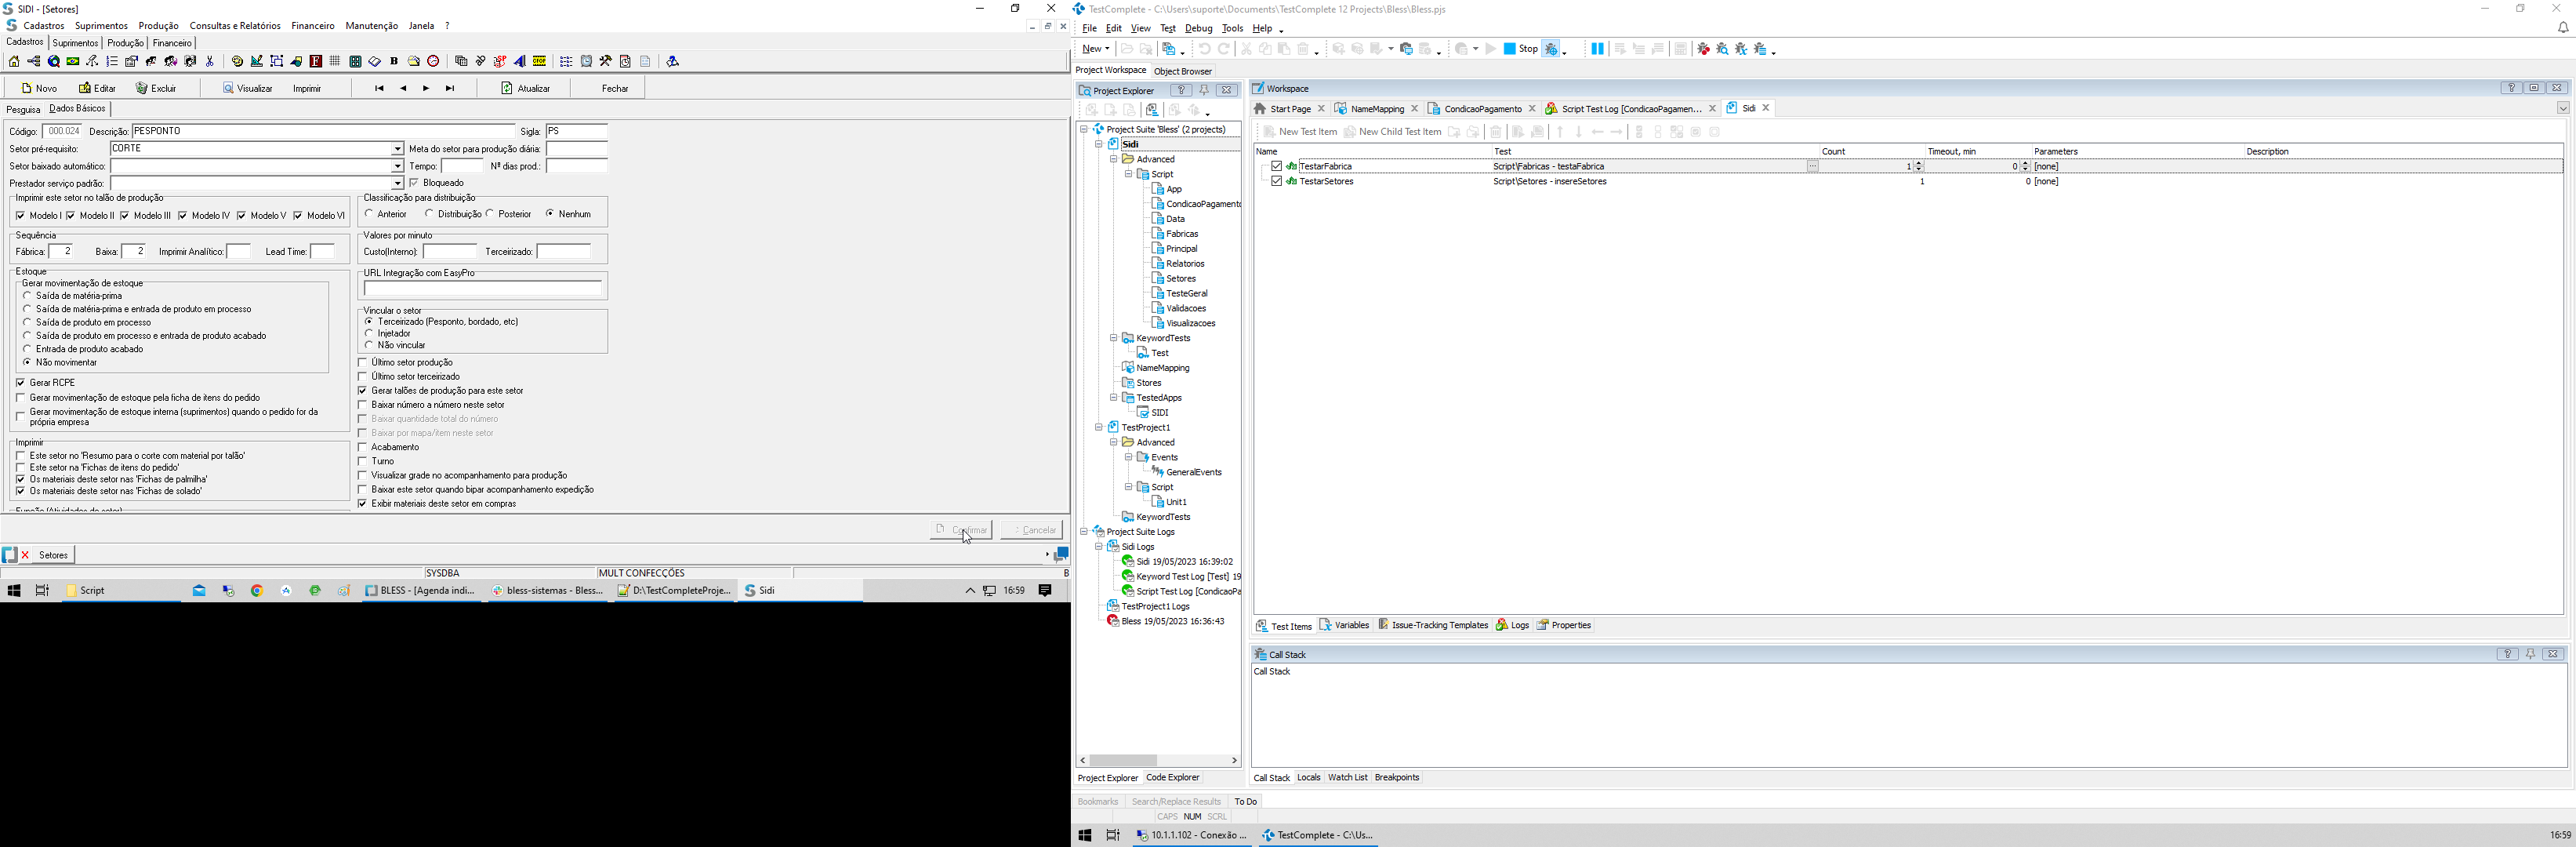 SIDI - [Setores]
Cadastros Suprimentos Produção Consultas e Relatórios Financeiro Manutenção Janela ?
Cadastros Suprimentos Produção Financeiro
Novo Editar Excluir Visualizar Imprimir Atualizar Fechar
Pesquisa Dados Básicos
Código: 000.024 Descrição: PESPONTO Sigla: PS
Setor pré-requisito: CORTE Meta do setor para produção diária:
Setor baixado automático: Tempo: Nº dias prod.:
Prestador serviço padrão: Bloqueado
Imprimir este setor no talão de produção
Modelo I Modelo II Modelo III Modelo IV Modelo V Modelo VI
Classificação para distribuição
Anterior Distribuição Posterior Nenhum
Sequência
Fábrica: 2 Baixa: 2 Imprimir Analítico: Lead Time:
Valores por minuto
Custo(Interno): Terceirizado:
Estoque
Gerar movimentação de estoque
Saída de matéria-prima
Saída de matéria-prima e entrada de produto em processo
Saída de produto em processo
Saída de produto em processo e entrada de produto acabado
Entrada de produto acabado
Não movimentar
Gerar RCPE
Gerar movimentação de estoque pela ficha de itens do pedido
Gerar movimentação de estoque interna (suprimentos) quando o pedido for da
própria empresa
Imprimir
Este setor no 'Resumo para o corte com material por talão'
Este setor na 'Fichas de itens do pedido'
Os materiais deste setor nas 'Fichas de palmilha'
Os materiais deste setor nas 'Fichas de solado'
Função (Atividades do setor)
URL Integração com EasyPro
Vincular o setor
Terceirizado (Pesponto, bordado, etc)
Injetador
Não vincular
Último setor produção
Último setor terceirizado
Gerar talões de produção para este setor
Baixar número a número neste setor
Baixar quantidade total do número
Baixar por mapa/item neste setor
Acabamento
Turno
Visualizar grade no acompanhamento para produção
Baixar este setor quando bipar acompanhamento expedição
Exibir materiais deste setor em compras
Confirmar Cancelar
Setores
SYSDBA MULT CONFECÇÕES B
Script BLESS - [Agenda indi... bless-sistemas - Bless... D:\TestCompleteProje... Sidi 16:59
TestComplete - C:\Users\suporte\Documents\TestComplete 12 Projects\Bless\Bless.pjs
File Edit View Test Debug Tools Help
New Stop
Project Workspace Object Browser
Project Explorer
Project Suite 'Bless' (2 projects)
Sidi
Advanced
Script
App
CondicaoPagamento
Data
Fabricas
Principal
Relatorios
Setores
TesteGeral
Validacoes
Visualizacoes
KeywordTests
Test
NameMapping
Stores
TestedApps
SIDI
TestProject1
Advanced
Events
GeneralEvents
Script
Unit1
KeywordTests
Project Suite Logs
Sidi Logs
Sidi 19/05/2023 16:39:02
Keyword Test Log [Test] 19
Script Test Log [CondicaoPa
TestProject1 Logs
Bless 19/05/2023 16:36:43
Project Explorer Code Explorer
Workspace
Start Page NameMapping CondicaoPagamento Script Test Log [CondicaoPagamen... Sidi
New Test Item New Child Test Item
Name Test Count Timeout, min Parameters Description
TestarFabrica Script\Fabricas - testaFabrica 1 0 [none]
TestarSetores Script\Setores - insereSetores 1 0 [none]
Test Items Variables Issue-Tracking Templates Logs Properties
Call Stack
Call Stack
Call Stack Locals Watch List Breakpoints
Bookmarks Search/Replace Results To Do
CAPS NUM SCRL
10.1.1.102 - Conexão ... TestComplete - C:\Us... 16:59